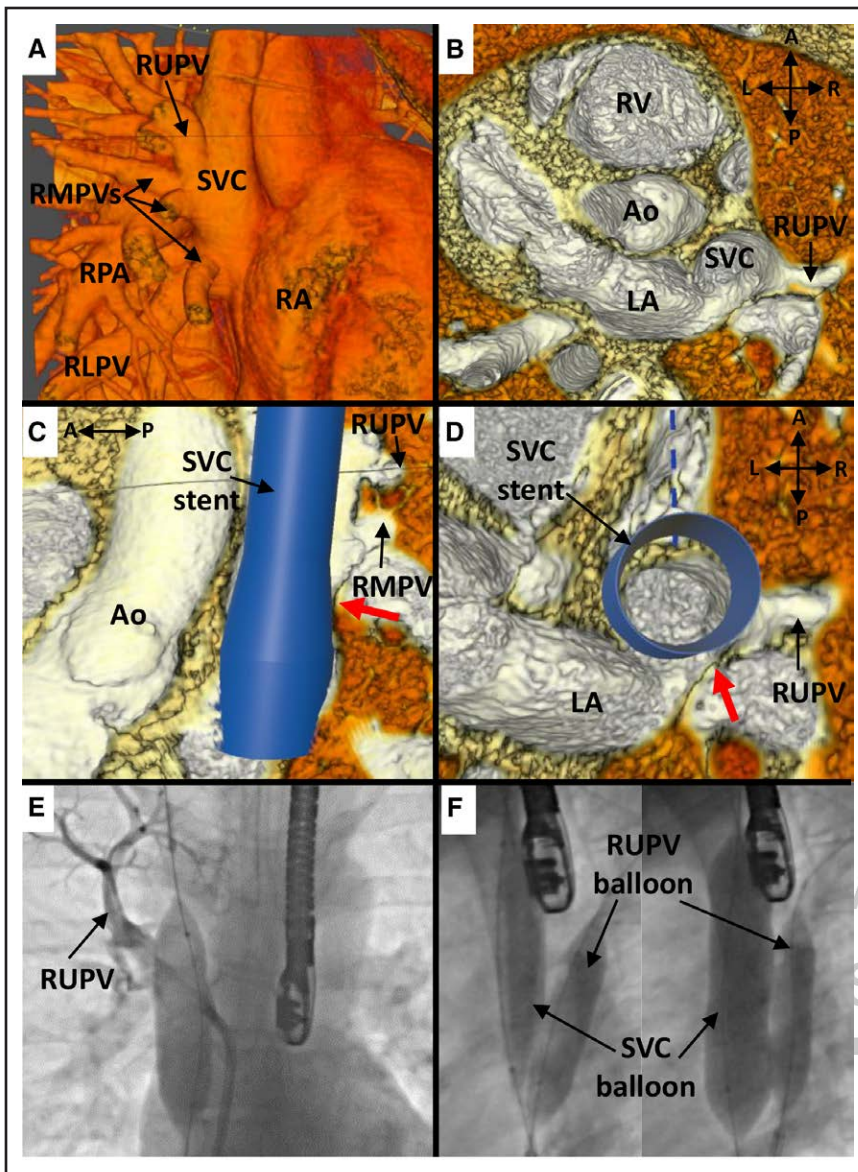 A
RUPV
SVC
RMPVs
RPA
RA
RLPV
B
A
L R
P
RV
Ao
SVC
RUPV
LA
C
A P
RUPV
SVC
stent
RMPV
Ao
D
A
L R
P
SVC
stent
LA
RUPV
E
RUPV
F
RUPV
balloon
SVC
balloon